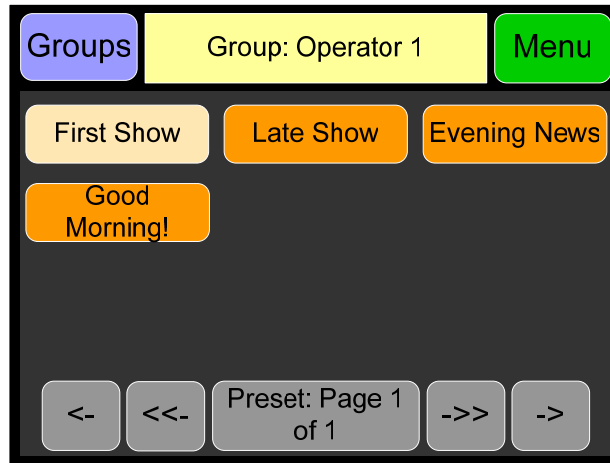 Groups
Group: Operator 1
Menu
First Show
Late Show
Evening News
Good
Morning!
<-
<<-
Preset: Page 1
of 1
->>
->